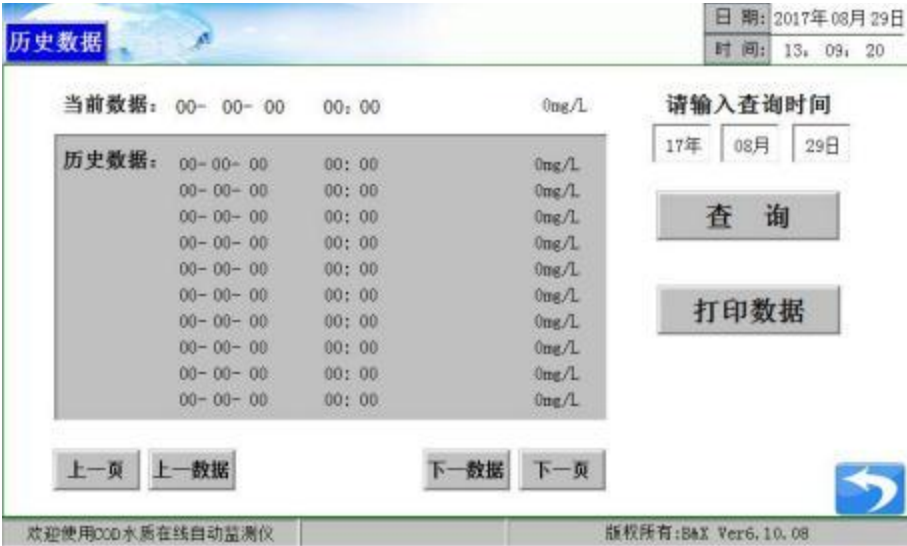 历史数据
日 期: 2017年08月29日
时 间: 13: 09: 20
当前数据: 00- 00- 00 00: 00 0mg/L
请输入查询时间
17年 08月 29日
历史数据: 00- 00- 00 00: 00 0mg/L
00- 00- 00 00: 00 0mg/L
00- 00- 00 00: 00 0mg/L
00- 00- 00 00: 00 0mg/L
00- 00- 00 00: 00 0mg/L
00- 00- 00 00: 00 0mg/L
00- 00- 00 00: 00 0mg/L
00- 00- 00 00: 00 0mg/L
00- 00- 00 00: 00 0mg/L
00- 00- 00 00: 00 0mg/L
查 询
打印数据
上一页 上一数据 下一数据 下一页
欢迎使用COD水质在线自动监测仪 版权所有:B&X Ver6.10.08